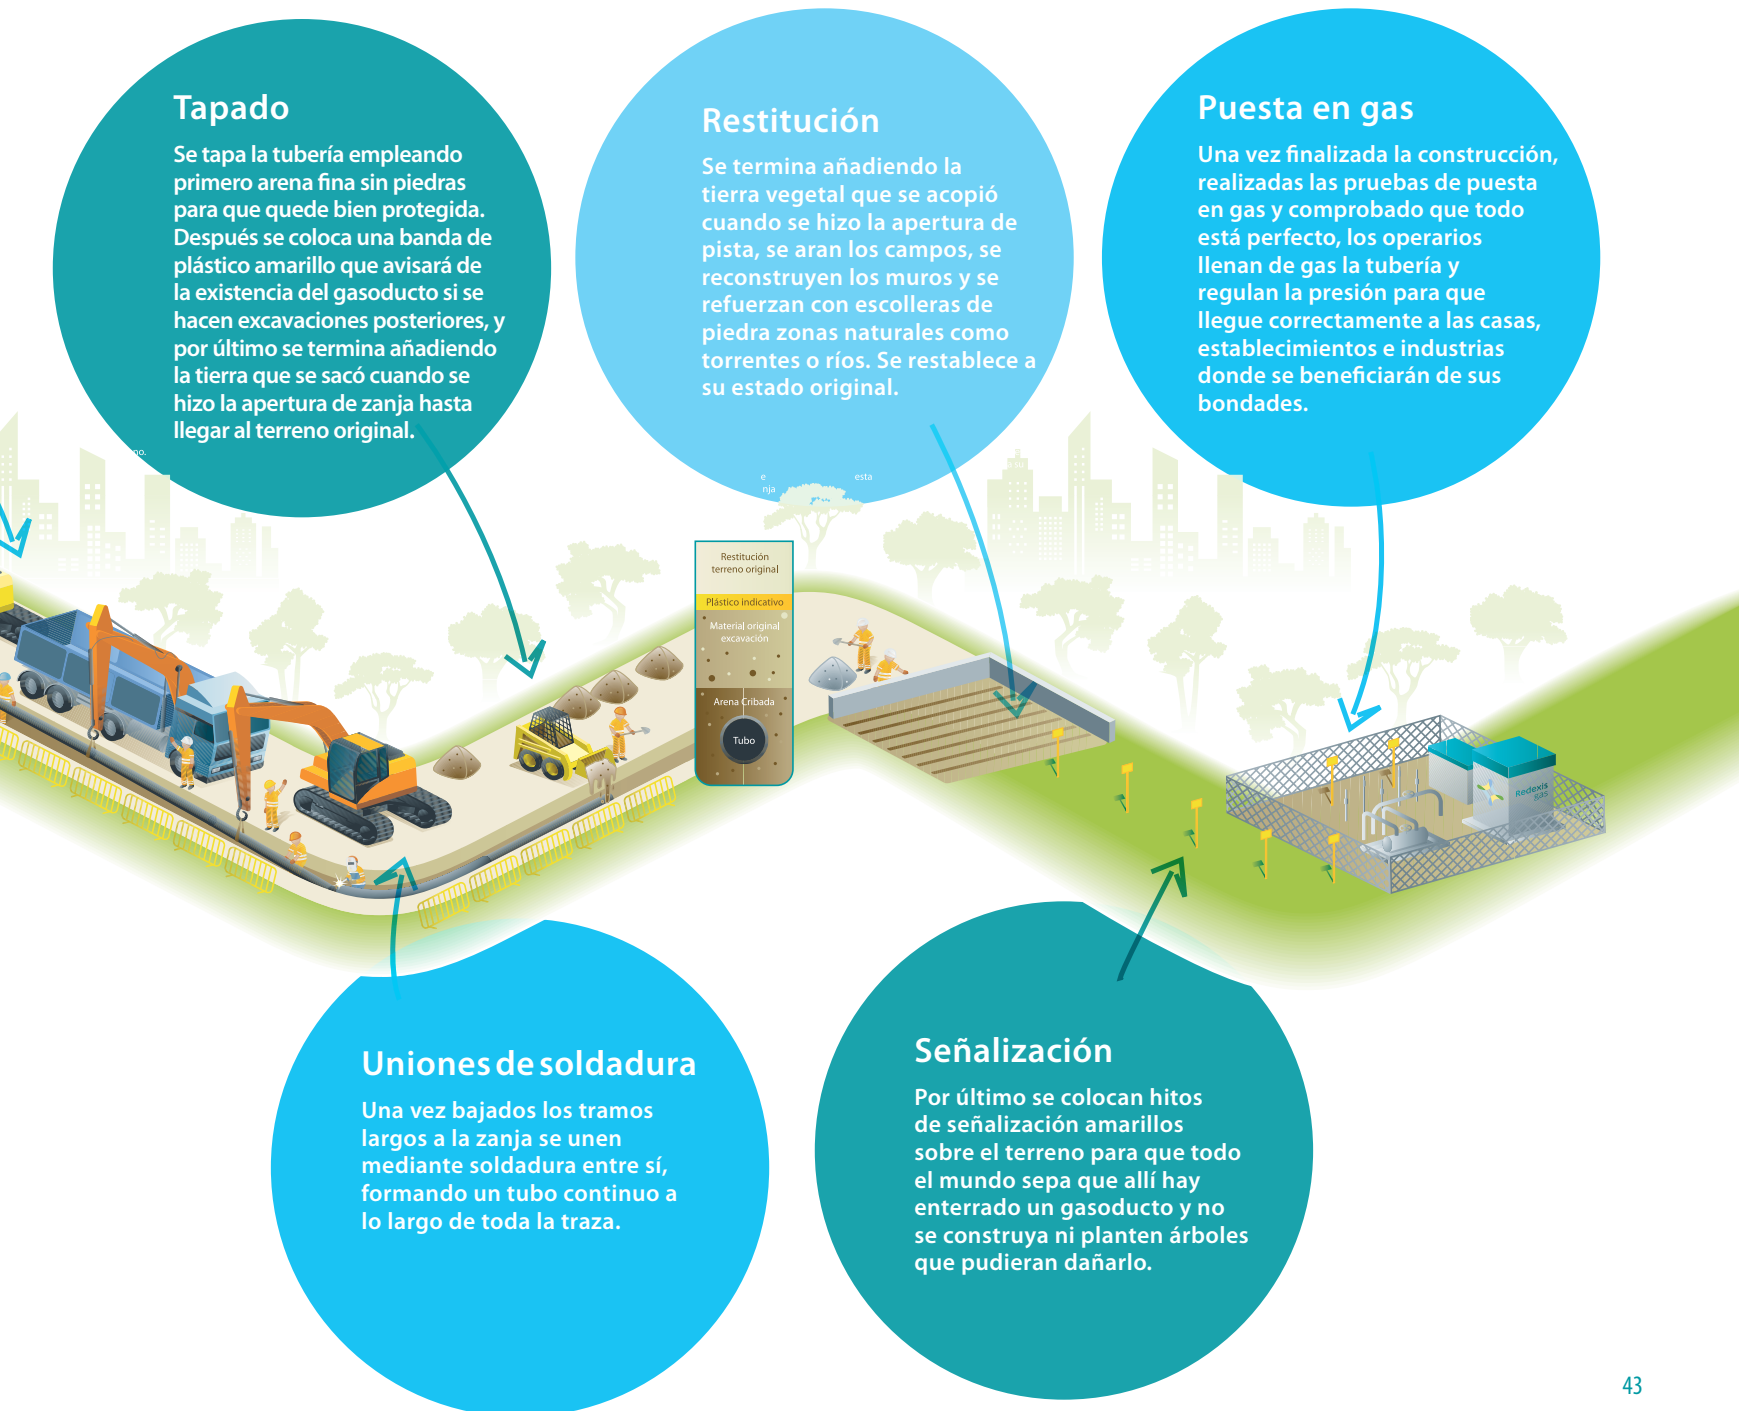 Tapado
Se tapa la tubería empleando
primero arena fina sin piedras
para que quede bien protegida.
Después se coloca una banda de
plástico amarillo que avisará de
la existencia del gasoducto si se
hacen excavaciones posteriores, y
por último se termina añadiendo
la tierra que se sacó cuando se
hizo la apertura de zanja hasta
llegar al terreno original.
Restitución
Se termina añadiendo la
tierra vegetal que se acopió
cuando se hizo la apertura de
pista, se aran los campos, se
reconstruyen los muros y se
refuerzan con escolleras de
piedra zonas naturales como
torrentes o ríos. Se restablece a
su estado original.
Puesta en gas
Una vez finalizada la construcción,
realizadas las pruebas de puesta
en gas y comprobado que todo
está perfecto, los operarios
llenan de gas la tubería y
regulan la presión para que
llegue correctamente a las casas,
establecimientos e industrias
donde se beneficiarán de sus
bondades.
no.
e esta
nja
Restitución
terreno original
Plástico indicativo
Material original
excavación
Arena Cribada
Tubo
Redexis
gas
Uniones de soldadura
Una vez bajados los tramos
largos a la zanja se unen
mediante soldadura entre sí,
formando un tubo continuo a
lo largo de toda la traza.
Señalización
Por último se colocan hitos
de señalización amarillos
sobre el terreno para que todo
el mundo sepa que allí hay
enterrado un gasoducto y no
se construya ni planten árboles
que pudieran dañarlo.
43